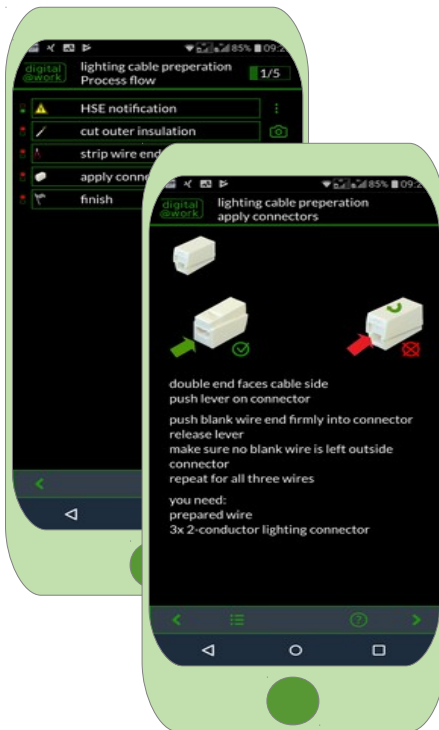 85% 09:2
digital
@work
lighting cable preperation
Process flow
1/5
HSE notification
cut outer insulation
strip wire end
apply conne
finish
85% 09:2
digital
@work
lighting cable preperation
apply connectors
double end faces cable side
push lever on connector
push blank wire end firmly into connector
release lever
make sure no blank wire is left outside
connector
repeat for all three wires
you need:
prepared wire
3x 2-conductor lighting connector